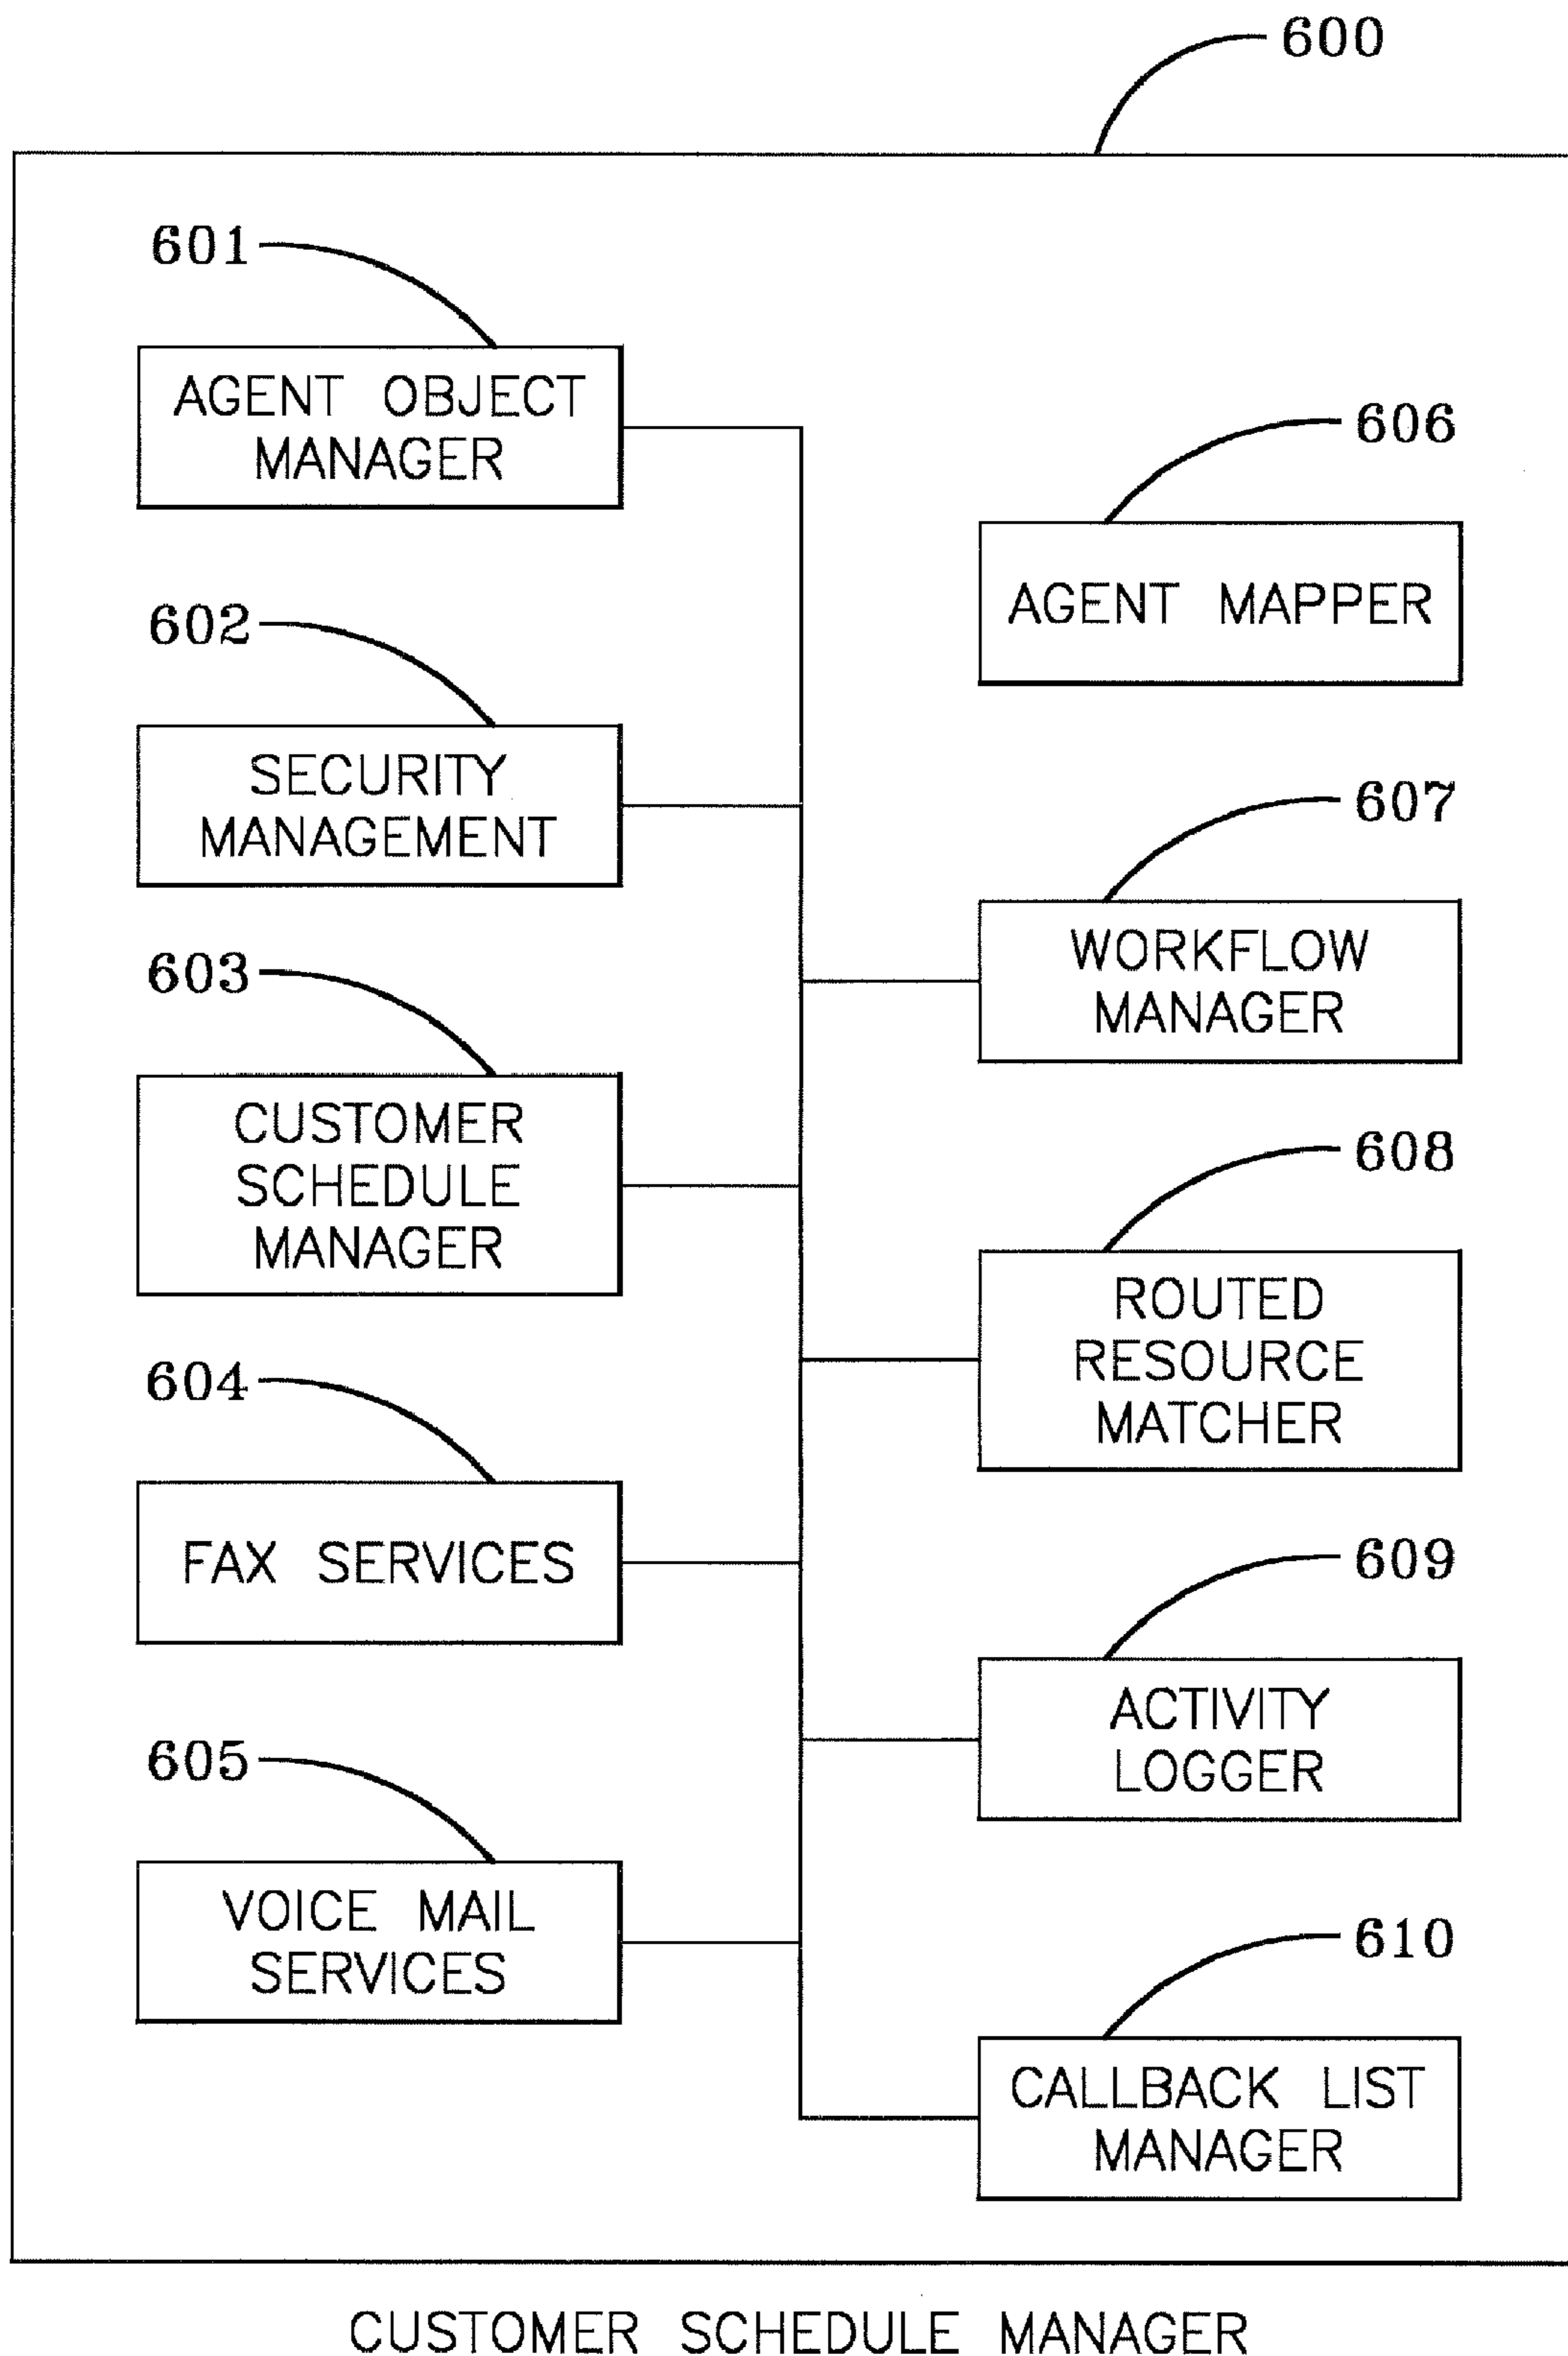 600
601
AGENT OBJECT
MANAGER
606
AGENT MAPPER
602
SECURITY
MANAGEMENT
607
WORKFLOW
MANAGER
603
CUSTOMER
SCHEDULE
MANAGER
608
ROUTED
RESOURCE
MATCHER
604
FAX SERVICES
609
ACTIVITY
LOGGER
605
VOICE MAIL
SERVICES
610
CALLBACK LIST
MANAGER
CUSTOMER SCHEDULE MANAGER